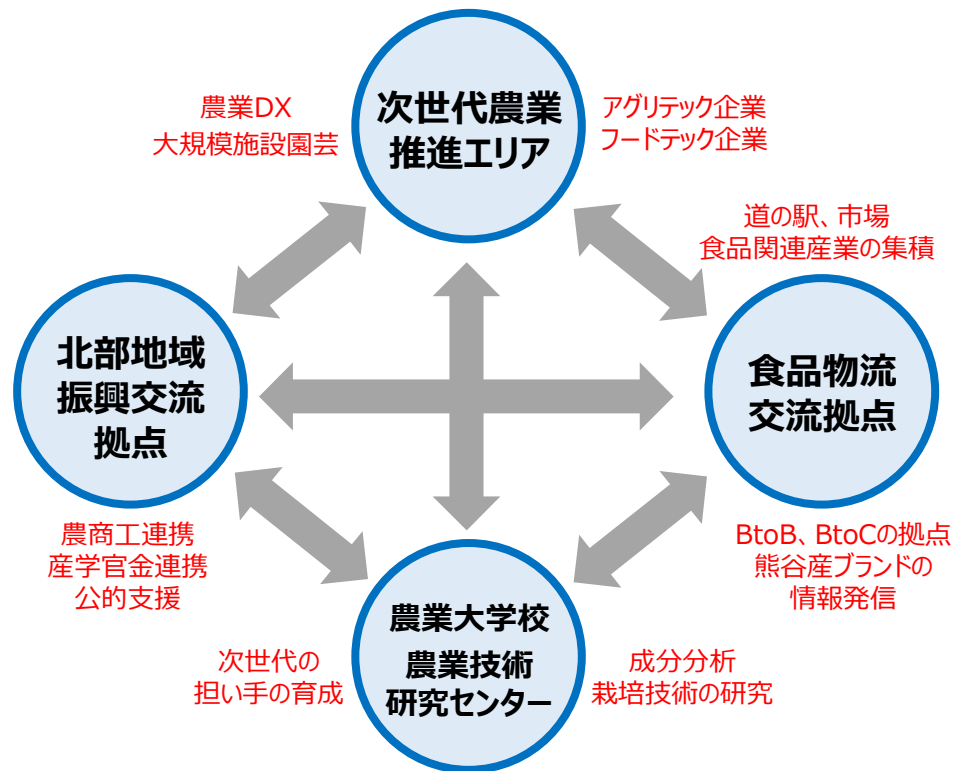 農業DX
大規模施設園芸
次世代農業
推進エリア
アグリテック企業
フードテック企業
道の駅、市場
食品関連産業の集積
北部地域
振興交流
拠点
食品物流
交流拠点
農商工連携
産学官金連携
公的支援
BtoB、BtoCの拠点
熊谷産ブランドの
情報発信
次世代の
担い手の育成
農業大学校
農業技術
研究センター
成分分析
栽培技術の研究